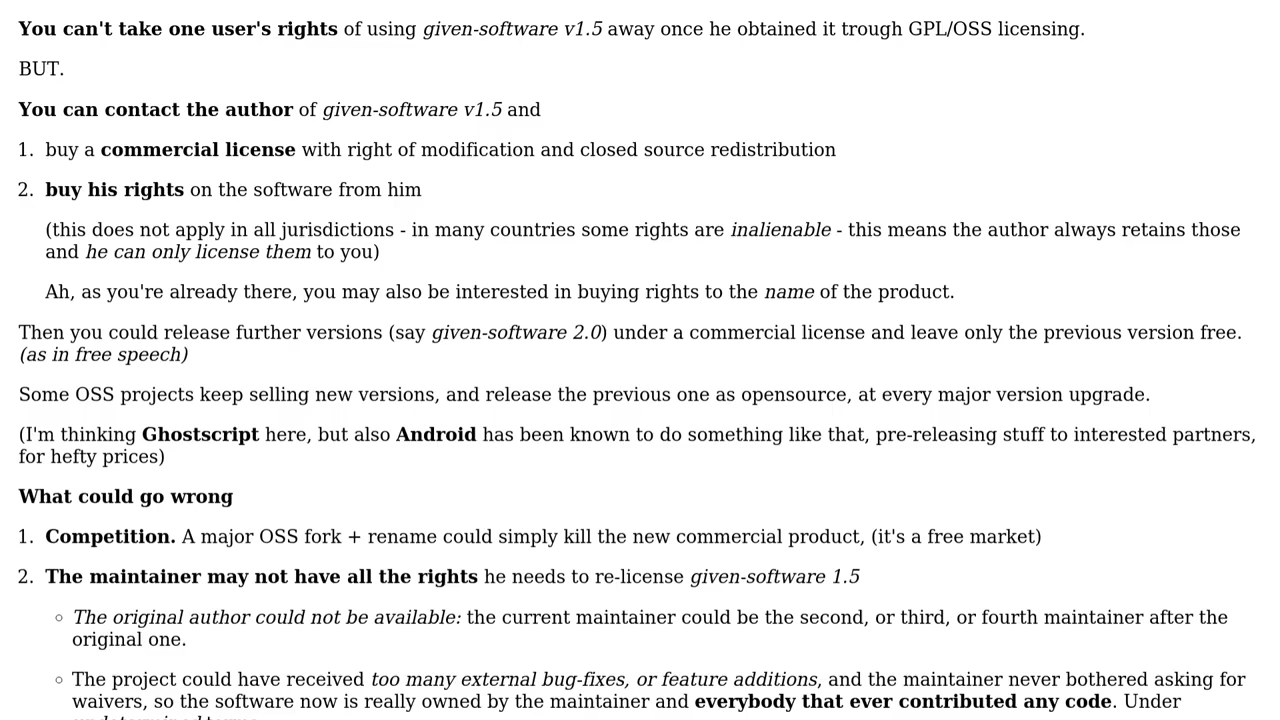 You can't take one user's rights of using given-software v1.5 away once he obtained it trough GPL/OSS licensing.
BUT.
You can contact the author of given-software v1.5 and
1. buy a commercial license with right of modification and closed source redistribution
2. buy his rights on the software from him
(this does not apply in all jurisdictions - in many countries some rights are inalienable - this means the author always retains those
and he can only license them to you)
Ah, as you're already there, you may also be interested in buying rights to the name of the product.
Then you could release further versions (say given-software 2.0) under a commercial license and leave only the previous version free.
(as in free speech)
Some OSS projects keep selling new versions, and release the previous one as opensource, at every major version upgrade.
(I'm thinking Ghostscript here, but also Android has been known to do something like that, pre-releasing stuff to interested partners,
for hefty prices)
What could go wrong
1. Competition. A major OSS fork + rename could simply kill the new commercial product, (it's a free market)
2. The maintainer may not have all the rights he needs to re-license given-software 1.5
◦ The original author could not be available: the current maintainer could be the second, or third, or fourth maintainer after the
original one.
◦ The project could have received too many external bug-fixes, or feature additions, and the maintainer never bothered asking for
waivers, so the software now is really owned by the maintainer and everybody that ever contributed any code. Under